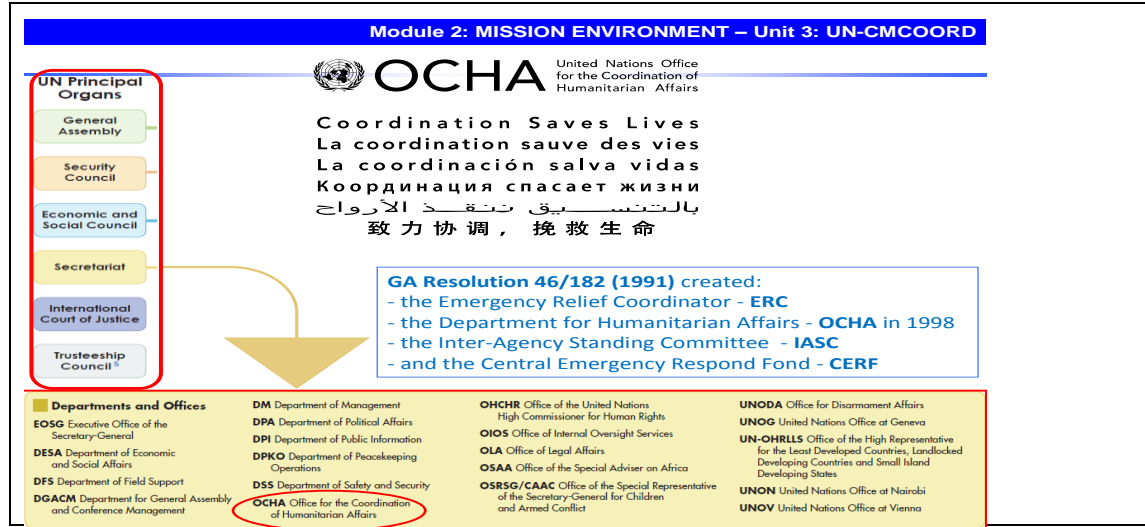 Module 2: MISSION ENVIRONMENT – Unit 3: UN-CMCOORD
UN Principal
Organs
General
Assembly
Security
Council
Economic and
Social Council
Secretariat
International
Court of Justice
Trusteeship
Council 5
OCHA
United Nations Office
for the Coordination of
Humanitarian Affairs
Coordination Saves Lives
La coordination sauve des vies
La coordinación salva vidas
Координация спасает жизни
بالتنسيق ننقذ الأرواح
致力协调，挽救生命
GA Resolution 46/182 (1991) created:
- the Emergency Relief Coordinator - ERC
- the Department for Humanitarian Affairs - OCHA in 1998
- the Inter-Agency Standing Committee - IASC
- and the Central Emergency Respond Fond - CERF
Departments and Offices
EOSG Executive Office of the
Secretary-General
DESA Department of Economic
and Social Affairs
DFS Department of Field Support
DGACM Department for General Assembly
and Conference Management
DM Department of Management
DPA Department of Political Affairs
DPI Department of Public Information
DPKO Department of Peacekeeping
Operations
DSS Department of Safety and Security
OCHA Office for the Coordination
of Humanitarian Affairs
OHCHR Office of the United Nations
High Commissioner for Human Rights
OIOS Office of Internal Oversight Services
OLA Office of Legal Affairs
OSAA Office of the Special Adviser on Africa
OSRSG/CAAC Office of the Special Representative
of the Secretary-General for Children
and Armed Conflict
UNODA Office for Disarmament Affairs
UNOG United Nations Office at Geneva
UN-OHRLLS Office of the High Representative
for the Least Developed Countries, Landlocked
Developing Countries and Small Island
Developing States
UNON United Nations Office at Nairobi
UNOV United Nations Office at Vienna